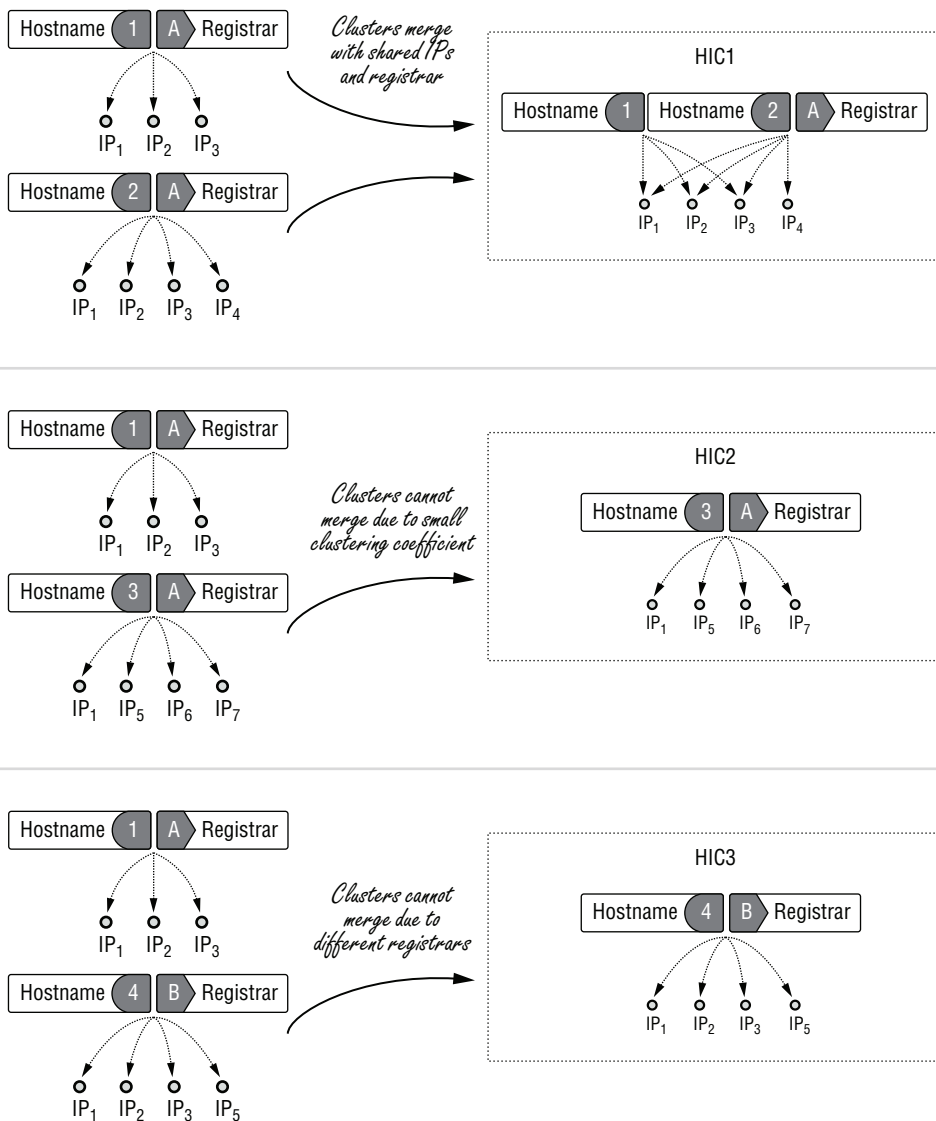 Hostname 1 A Registrar
IP1 IP2 IP3
Hostname 2 A Registrar
IP1 IP2 IP3 IP4
Clusters merge
with shared IPs
and registrar
HIC1
Hostname 1 Hostname 2 A Registrar
IP1 IP2 IP3 IP4
Hostname 1 A Registrar
IP1 IP2 IP3
Hostname 3 A Registrar
IP1 IP5 IP6 IP7
Clusters cannot
merge due to small
clustering coefficient
HIC2
Hostname 3 A Registrar
IP1 IP5 IP6 IP7
Hostname 1 A Registrar
IP1 IP2 IP3
Hostname 4 B Registrar
IP1 IP2 IP3 IP5
Clusters cannot
merge due to
different registrars
HIC3
Hostname 4 B Registrar
IP1 IP2 IP3 IP5